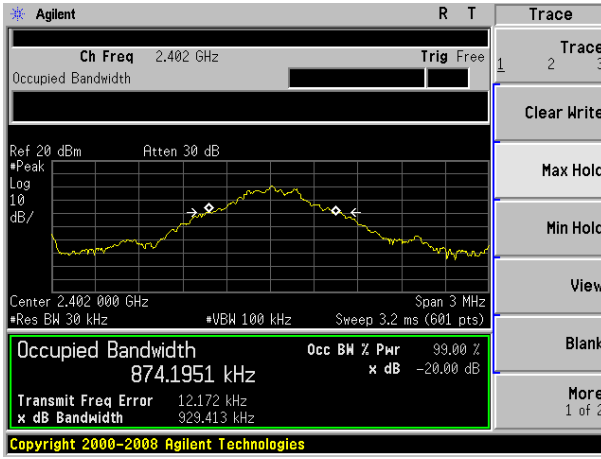 Agilent R T Trace
Ch Freq 2.402 GHz Trig Free
Occupied Bandwidth
Trace
1 2 3
Clear Write
Max Hold
Min Hold
View
Blank
More
1 of 2
Ref 20 dBm Atten 30 dB
#Peak
Log
10
dB/
Center 2.402 000 GHz Span 3 MHz
#Res BW 30 kHz #VBW 100 kHz Sweep 3.2 ms (601 pts)
Occupied Bandwidth Occ BW % Pwr 99.00 %
874.1951 kHz x dB -20.00 dB
Transmit Freq Error 12.172 kHz
x dB Bandwidth 929.413 kHz
Copyright 2000-2008 Agilent Technologies